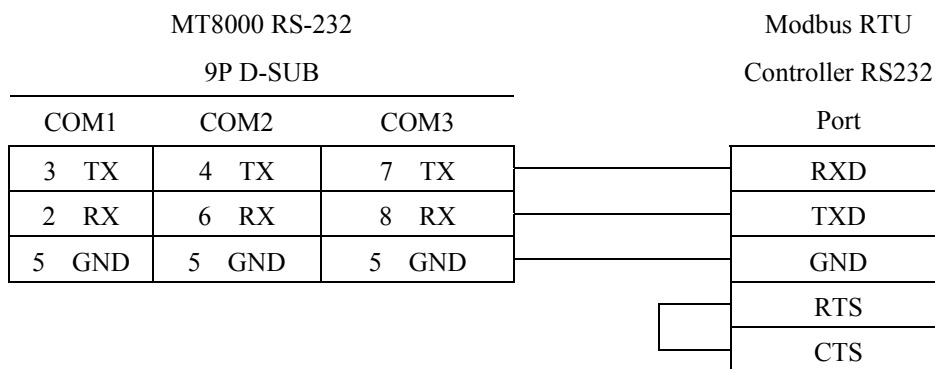 MT8000 RS-232 Modbus RTU
9P D-SUB Controller RS232
COM1 COM2 COM3 Port
3 TX 4 TX 7 TX RXD
2 RX 6 RX 8 RX TXD
5 GND 5 GND 5 GND GND
RTS
CTS